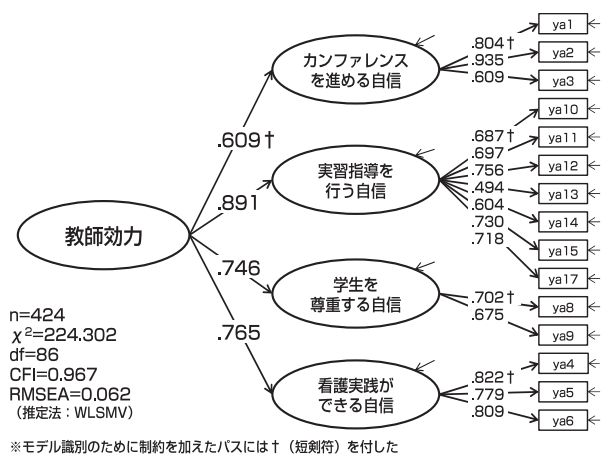 教師効力
.609†
.891
.746
.765
カンファレンス
を進める自信
.804†
.935
.609
ya1
ya2
ya3
実習指導を
行う自信
.687†
.697
.756
.494
.604
.730
.718
ya10
ya11
ya12
ya13
ya14
ya15
ya17
学生を
尊重する自信
.702†
.675
ya8
ya9
看護実践が
できる自信
.822†
.779
.809
ya4
ya5
ya6
n=424
χ²=224.302
df=86
CFI=0.967
RMSEA=0.062
（推定法：WLSMV）
※モデル識別のために制約を加えたパスには†（短剣符）を付した